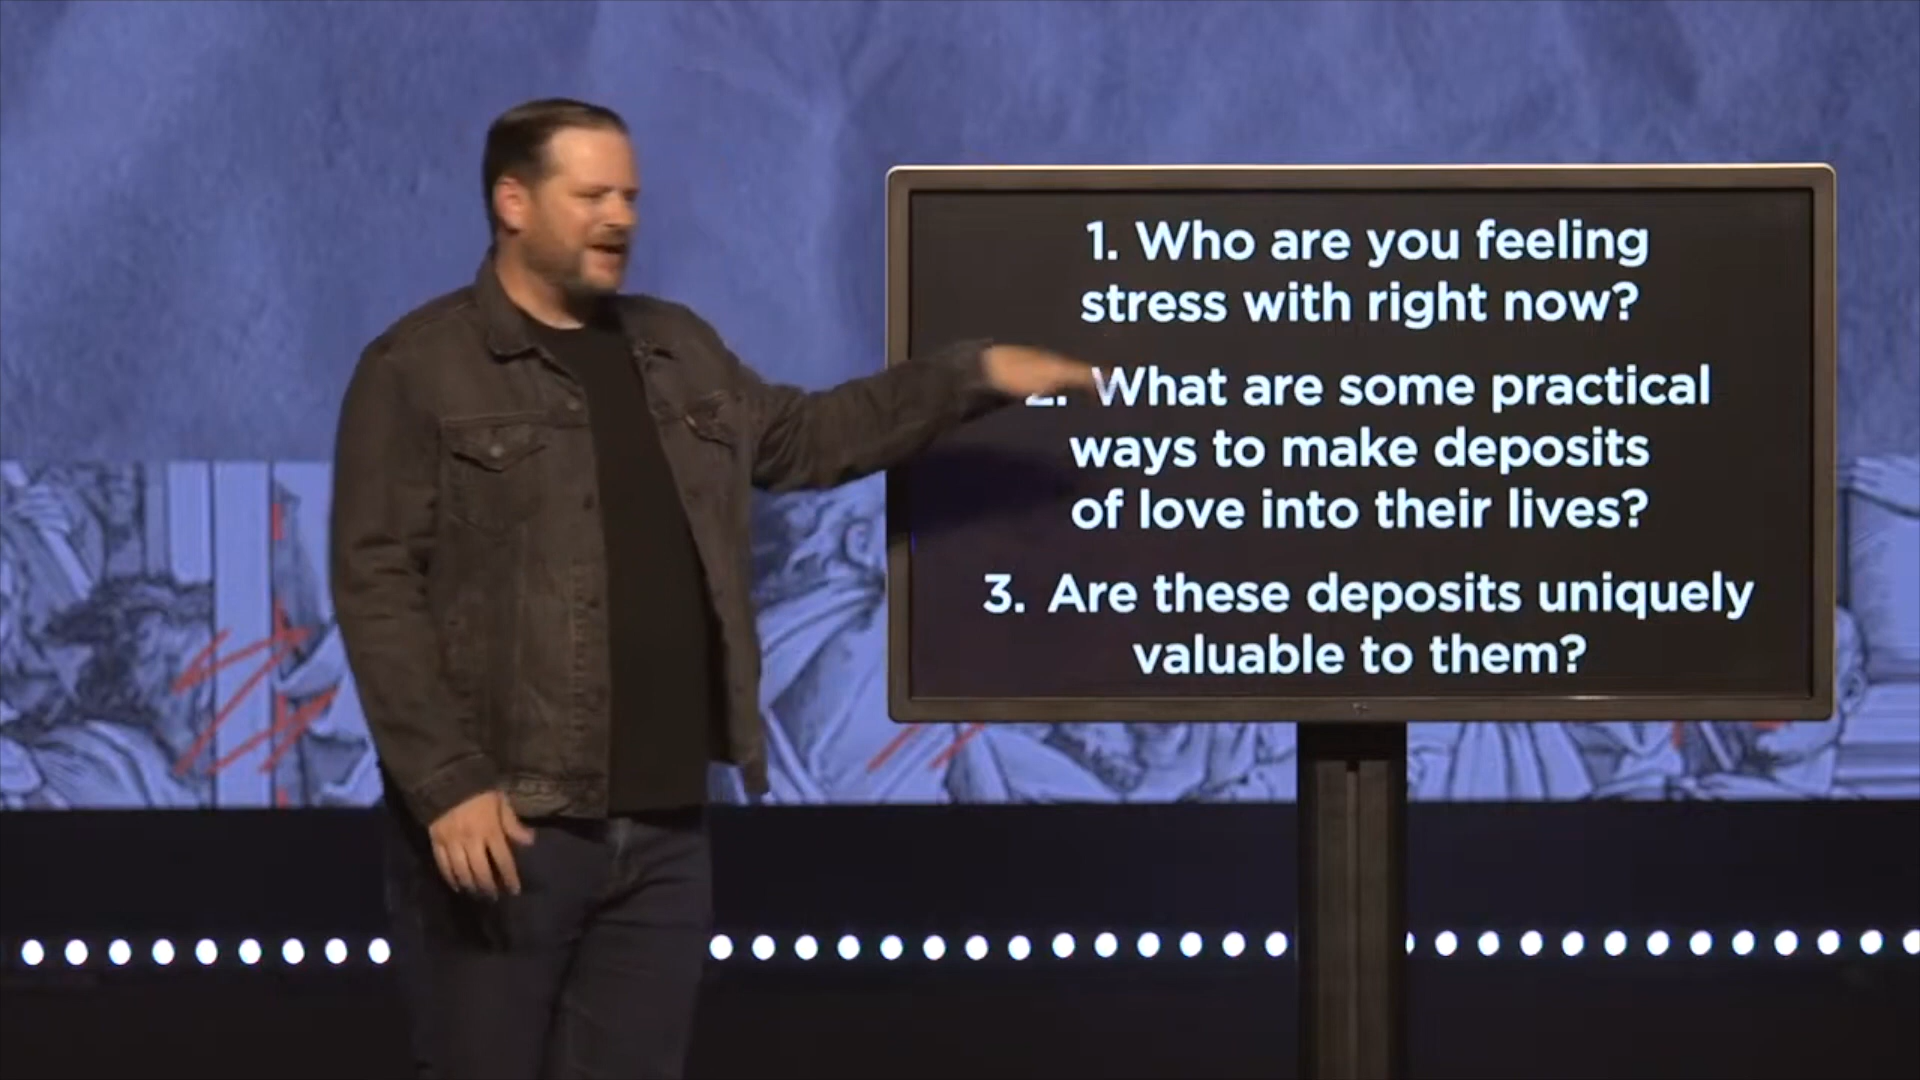 1. Who are you feeling
stress with right now?
2. What are some practical
ways to make deposits
of love into their lives?
3. Are these deposits uniquely
valuable to them?